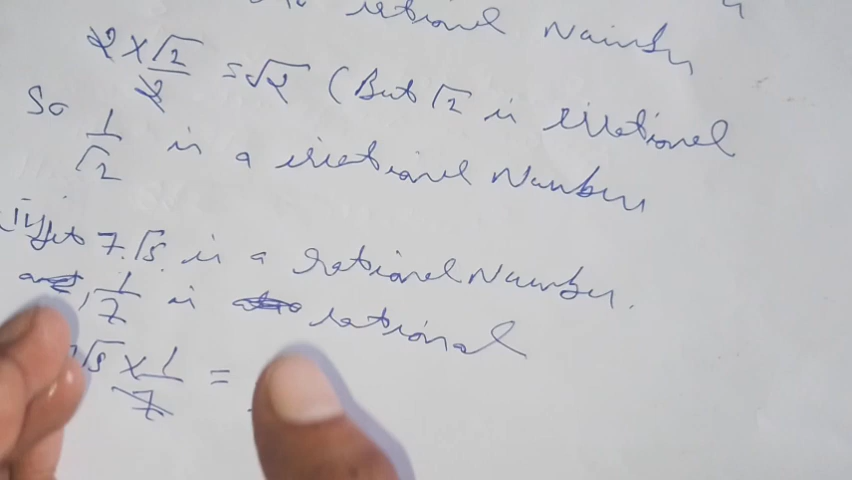 rational Number
2 × √2/2 = √2 (But √2 is irrational
So 1/√2 is a irrational Number
ii) Let 7.√5 is a rational Number.
1/7 is rational
√5 × 1/7 =